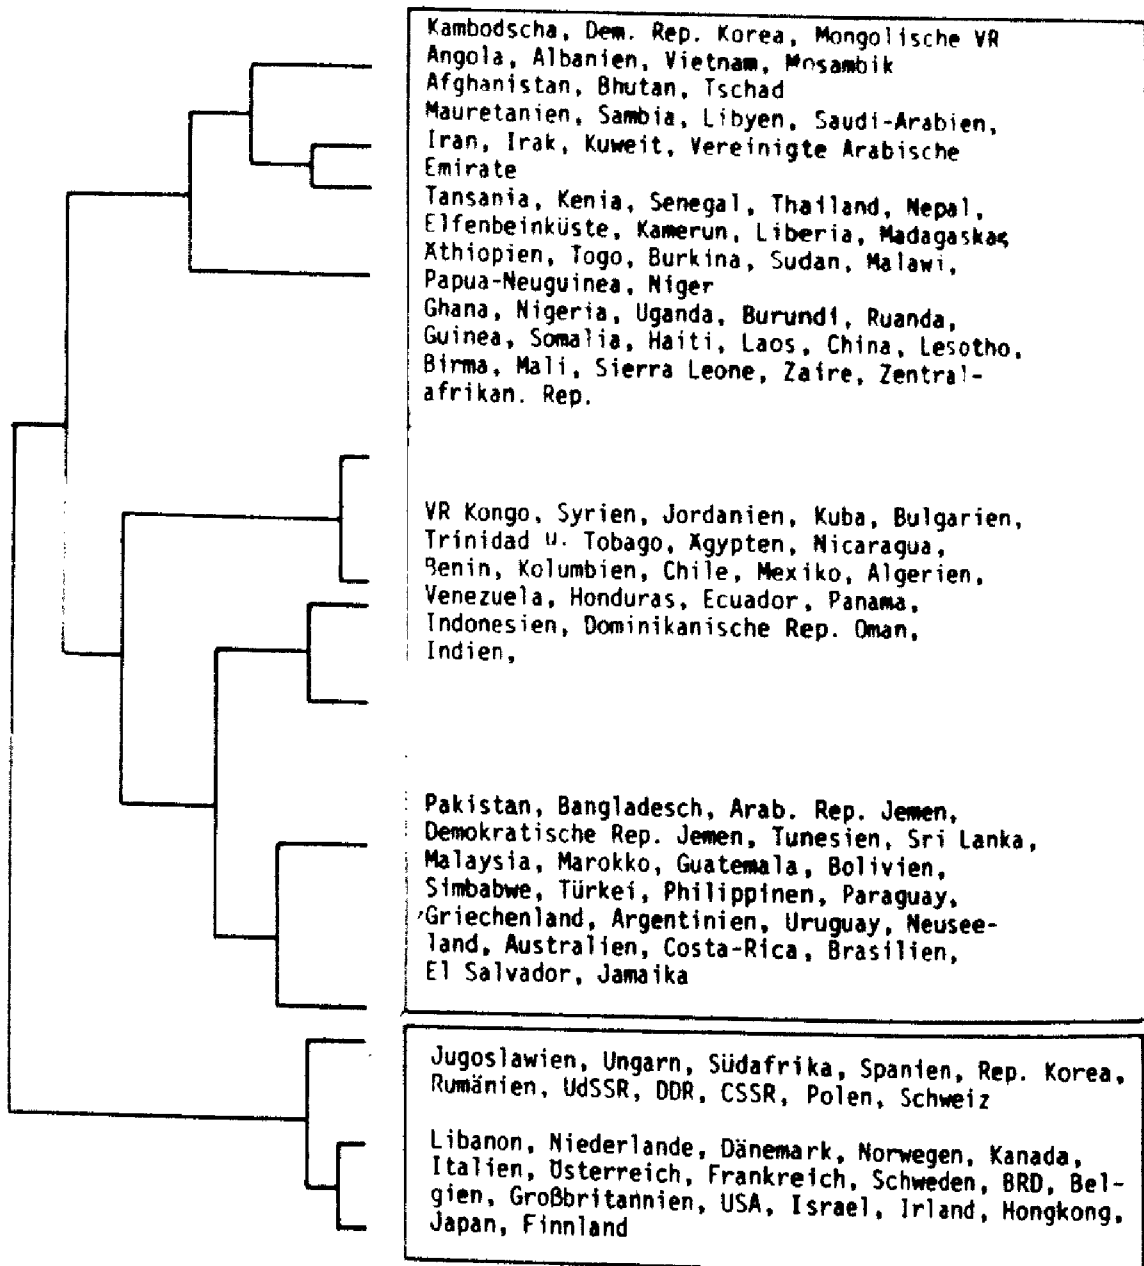 Kambodscha, Dem. Rep. Korea, Mongolische VR
Angola, Albanien, Vietnam, Mosambik
Afghanistan, Bhutan, Tschad
Mauretanien, Sambia, Libyen, Saudi-Arabien,
Iran, Irak, Kuweit, Vereinigte Arabische
Emirate
Tansania, Kenia, Senegal, Thailand, Nepal,
Elfenbeinküste, Kamerun, Liberia, Madagaskar
Äthiopien, Togo, Burkina, Sudan, Malawi,
Papua-Neuguinea, Niger
Ghana, Nigeria, Uganda, Burundi, Ruanda,
Guinea, Somalia, Haiti, Laos, China, Lesotho,
Birma, Mali, Sierra Leone, Zaire, Zentral-
afrikan. Rep.
VR Kongo, Syrien, Jordanien, Kuba, Bulgarien,
Trinidad u. Tobago, Ägypten, Nicaragua,
Benin, Kolumbien, Chile, Mexiko, Algerien,
Venezuela, Honduras, Ecuador, Panama,
Indonesien, Dominikanische Rep. Oman,
Indien,
Pakistan, Bangladesch, Arab. Rep. Jemen,
Demokratische Rep. Jemen, Tunesien, Sri Lanka,
Malaysia, Marokko, Guatemala, Bolivien,
Simbabwe, Türkei, Philippinen, Paraguay,
Griechenland, Argentinien, Uruguay, Neusee-
land, Australien, Costa-Rica, Brasilien,
El Salvador, Jamaika
Jugoslawien, Ungarn, Südafrika, Spanien, Rep. Korea,
Rumänien, UdSSR, DDR, CSSR, Polen, Schweiz
Libanon, Niederlande, Dänemark, Norwegen, Kanada,
Italien, Österreich, Frankreich, Schweden, BRD, Bel-
gien, Großbritannien, USA, Israel, Irland, Hongkong,
Japan, Finnland